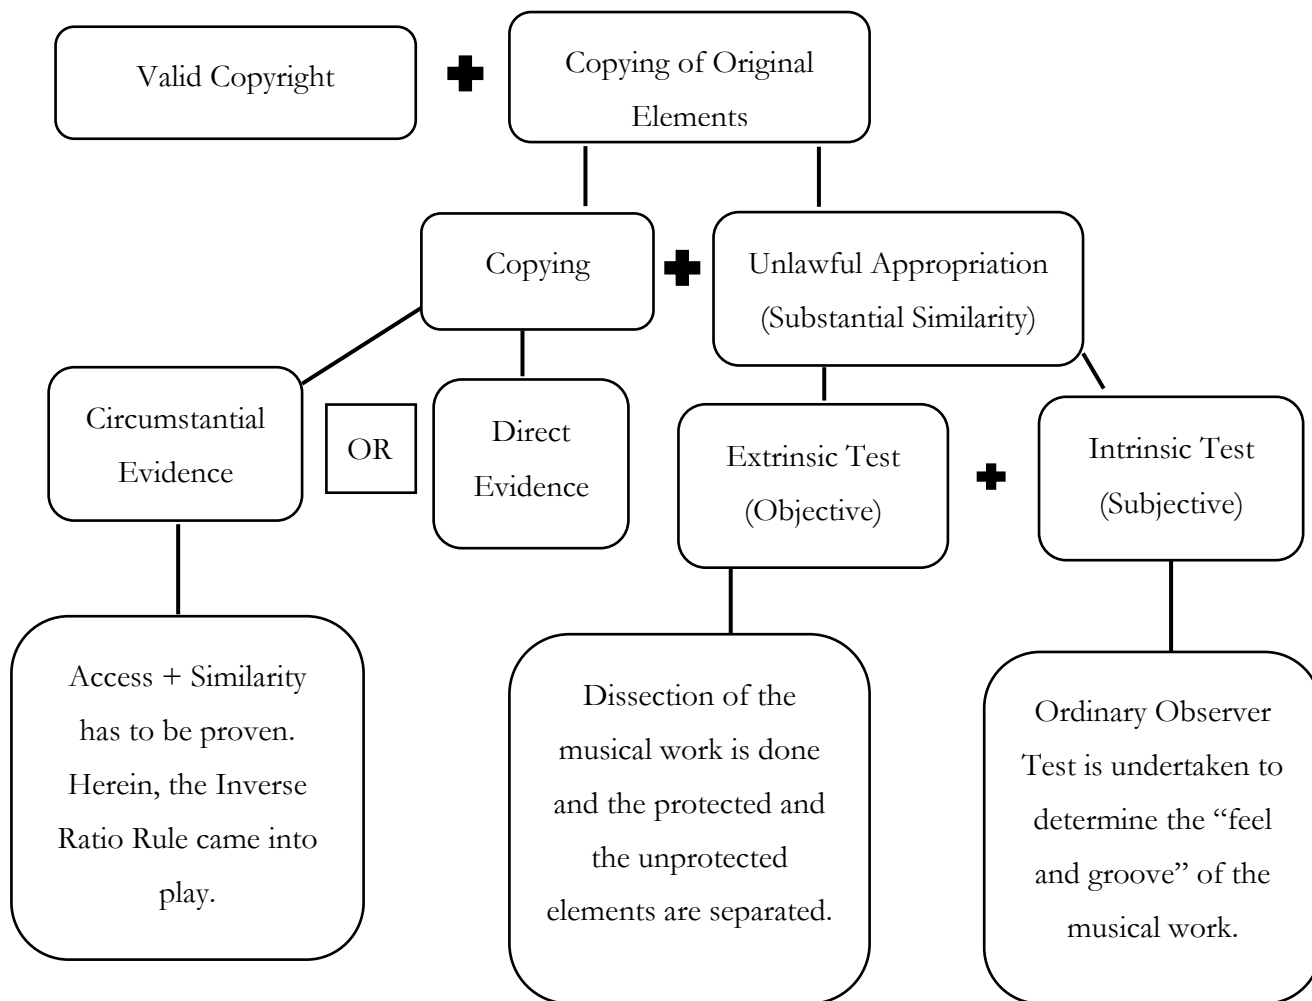 Valid Copyright
Copying of Original
Elements
Copying
Unlawful Appropriation
(Substantial Similarity)
Circumstantial
Evidence
OR
Direct
Evidence
Extrinsic Test
(Objective)
Intrinsic Test
(Subjective)
Access + Similarity
has to be proven.
Herein, the Inverse
Ratio Rule came into
play.
Dissection of the
musical work is done
and the protected and
the unprotected
elements are separated.
Ordinary Observer
Test is undertaken to
determine the “feel
and groove” of the
musical work.